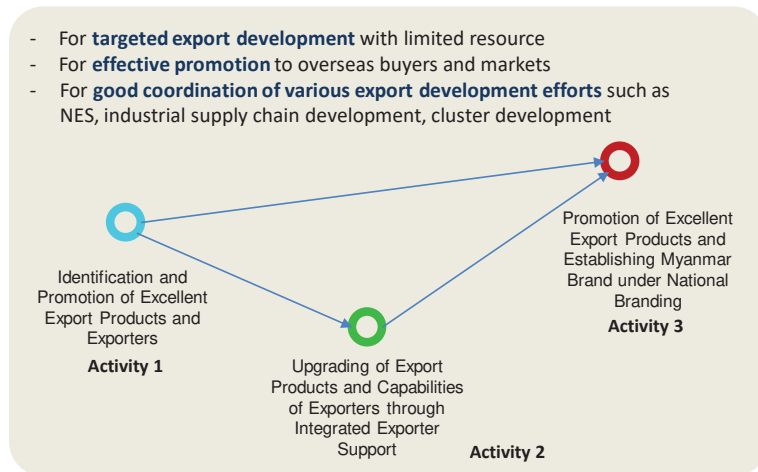 - For targeted export development with limited resource
- For effective promotion to overseas buyers and markets
- For good coordination of various export development efforts such as
NES, industrial supply chain development, cluster development
Identification and
Promotion of Excellent
Export Products and
Exporters
Activity 1
Upgrading of Export
Products and Capabilities
of Exporters through
Integrated Exporter
Support
Activity 2
Promotion of Excellent
Export Products and
Establishing Myanmar
Brand under National
Branding
Activity 3